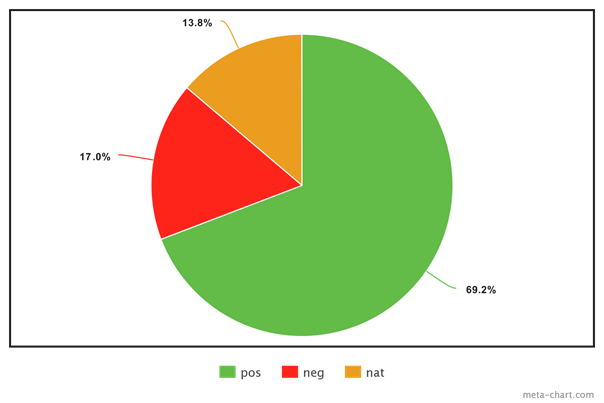 13.8%
17.0%
69.2%
pos neg nat
meta-chart.com